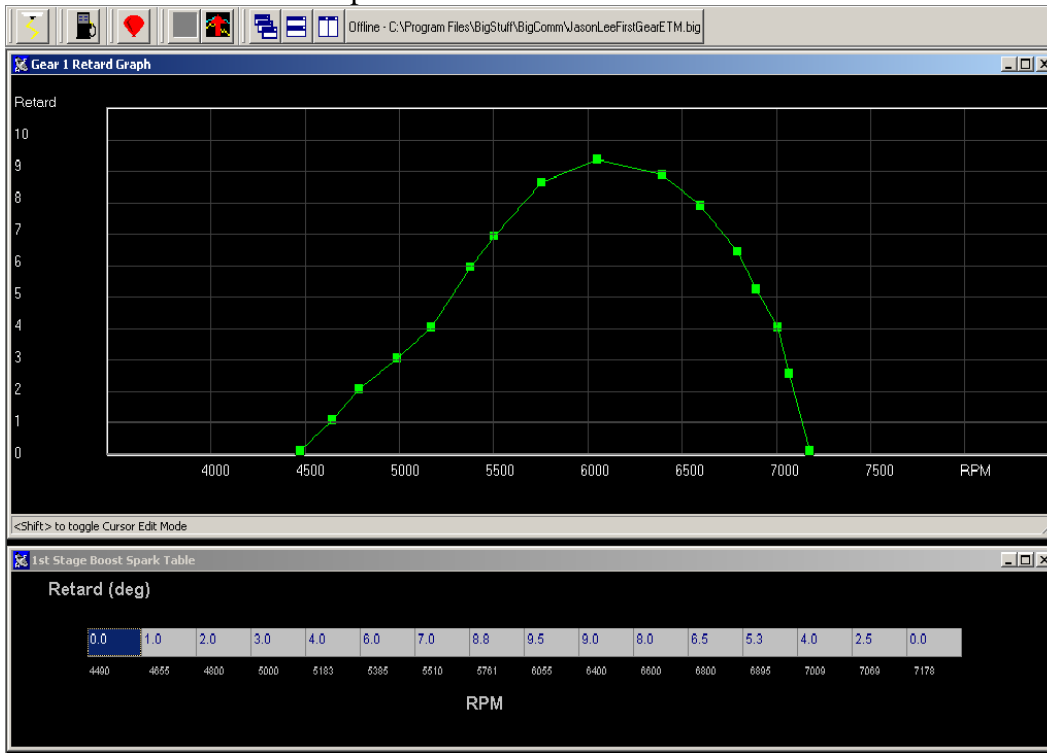 Offline - C:\Program Files\BigStuff\BigComm\JasonLeeFirstGearETM.big
Gear 1 Retard Graph
Retard
10
9
8
7
6
5
4
3
2
1
0
4000 4500 5000 5500 6000 6500 7000 7500 RPM
<Shift> to toggle Cursor Edit Mode
1st Stage Boost Spark Table
Retard (deg)
0.0 1.0 2.0 3.0 4.0 6.0 7.0 8.8 9.5 9.0 8.0 6.5 5.3 4.0 2.5 0.0
4490 4655 4800 5000 5183 5385 5510 5761 6055 6400 6600 6800 6895 7009 7069 7178
RPM